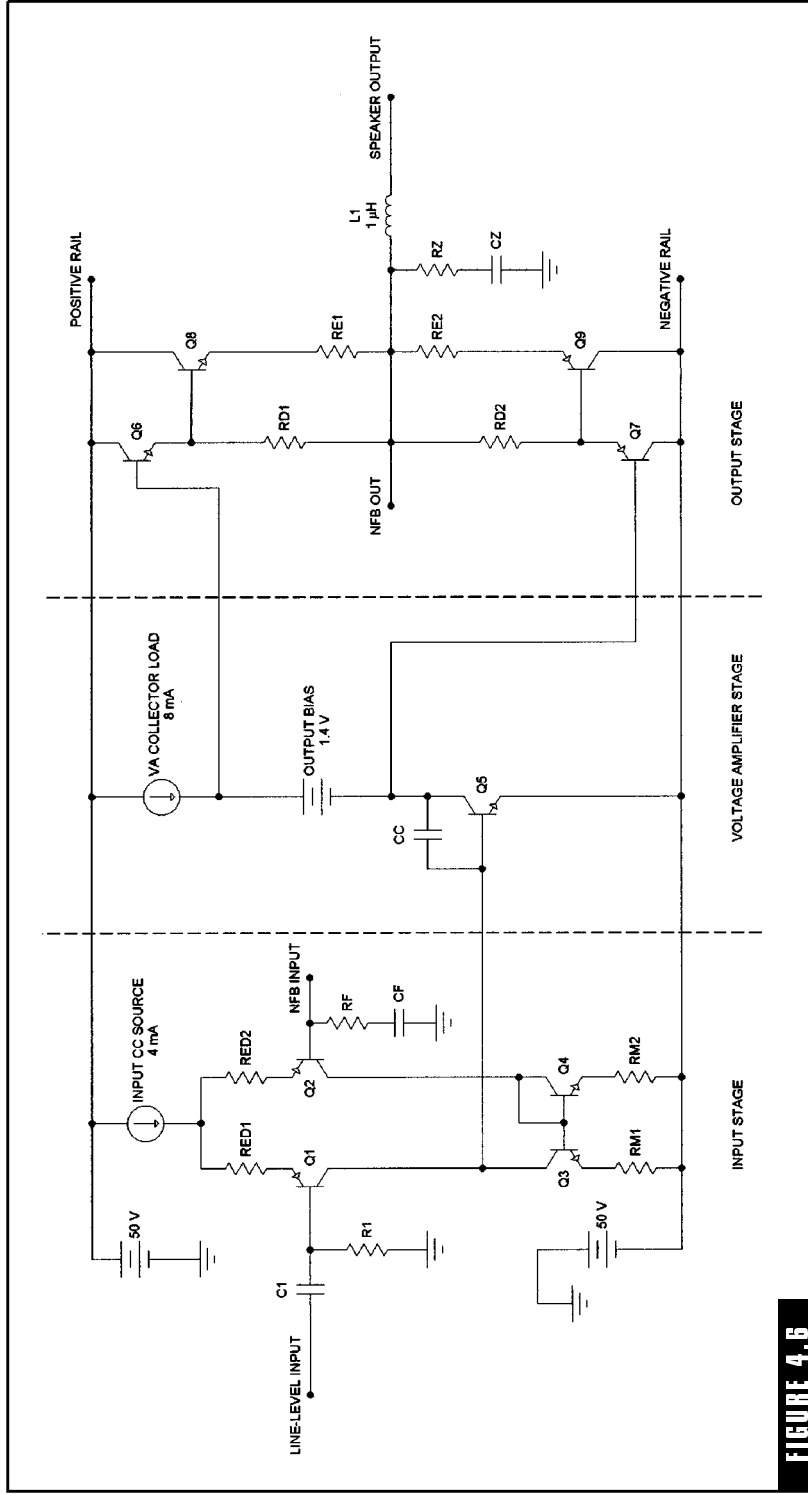 POSITIVE RAIL
INPUT CC SOURCE
4 mA
VA COLLECTOR LOAD
8 mA
50 V
RED1
RED2
Q1
Q2
NFB INPUT
RF
CF
C1
R1
LINE-LEVEL INPUT
Q3
Q4
RM1
RM2
50 V
INPUT STAGE
OUTPUT BIAS
1.4 V
CC
Q5
VOLTAGE AMPLIFIER STAGE
Q6
Q8
RD1
RE1
NFB OUT
L1
1 µH
SPEAKER OUTPUT
RD2
RE2
RZ
CZ
Q7
Q9
NEGATIVE RAIL
OUTPUT STAGE
FIGURE 4.6